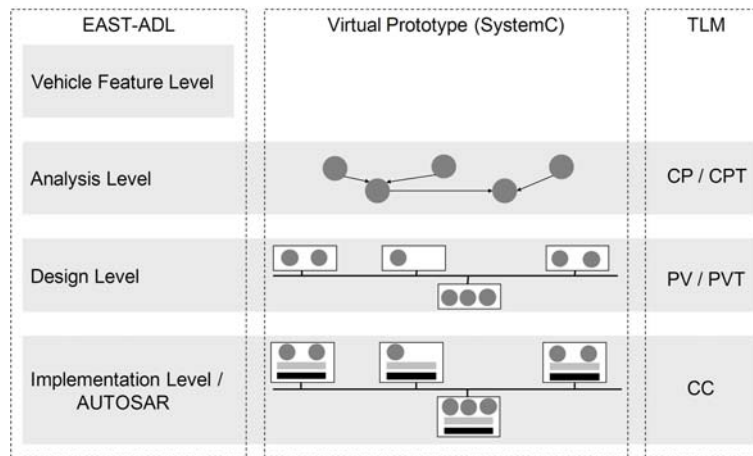 EAST-ADL
Virtual Prototype (SystemC)
TLM
Vehicle Feature Level
Analysis Level
CP / CPT
Design Level
PV / PVT
Implementation Level /
AUTOSAR
CC